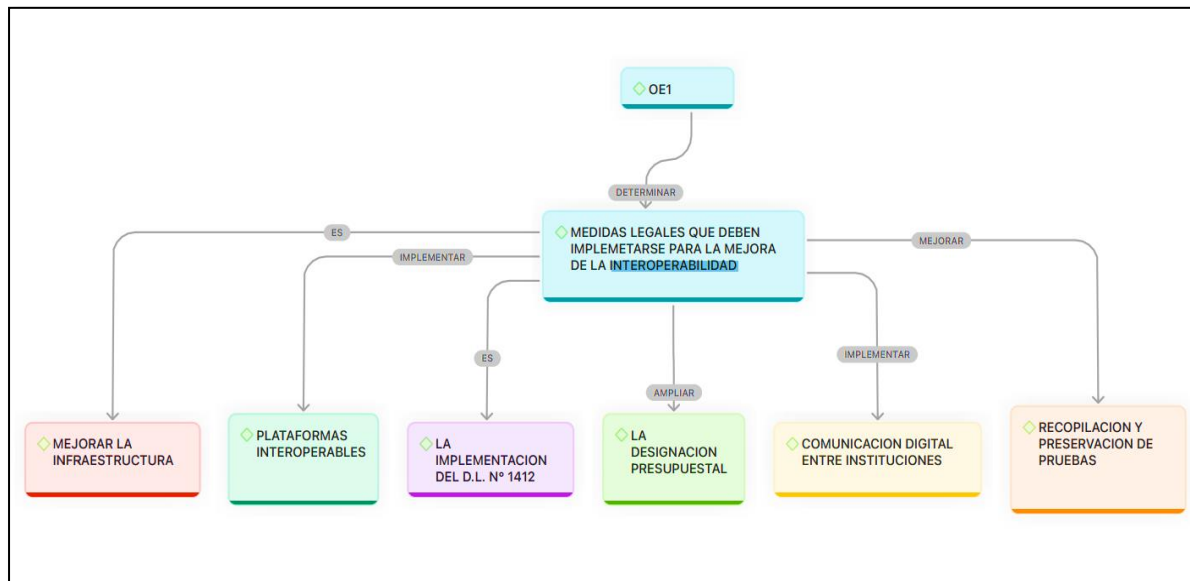 OE1
DETERMINAR
MEDIDAS LEGALES QUE DEBEN
IMPLEMETARSE PARA LA MEJORA
DE LA INTEROPERABILIDAD
ES
IMPLEMENTAR
ES
AMPLIAR
IMPLEMENTAR
MEJORAR
MEJORAR LA
INFRAESTRUCTURA
PLATAFORMAS
INTEROPERABLES
LA
IMPLEMENTACION
DEL D.L. Nº 1412
LA
DESIGNACION
PRESUPUESTAL
COMUNICACION DIGITAL
ENTRE INSTITUCIONES
RECOPILACION Y
PRESERVACION DE
PRUEBAS